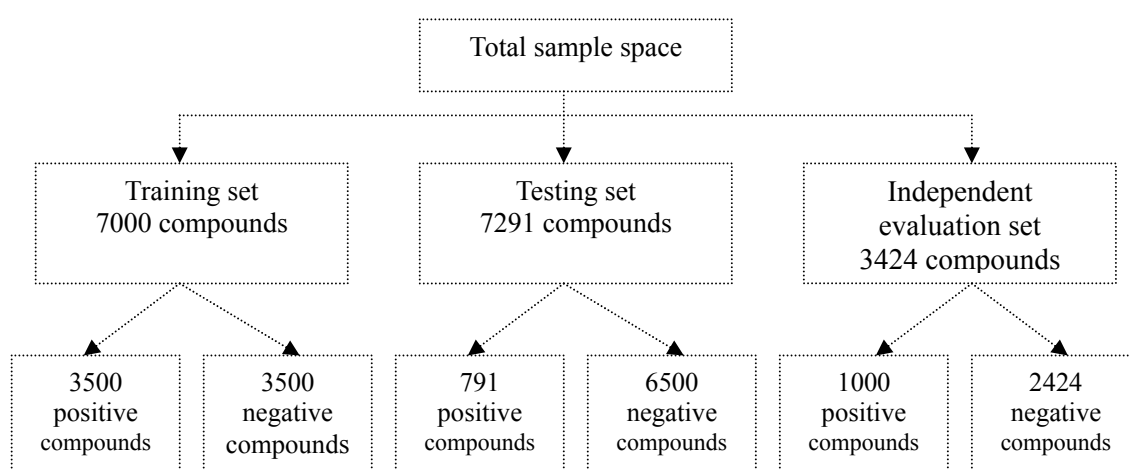 Total sample space
Training set
7000 compounds
Testing set
7291 compounds
Independent
evaluation set
3424 compounds
3500
positive
compounds
3500
negative
compounds
791
positive
compounds
6500
negative
compounds
1000
positive
compounds
2424
negative
compounds